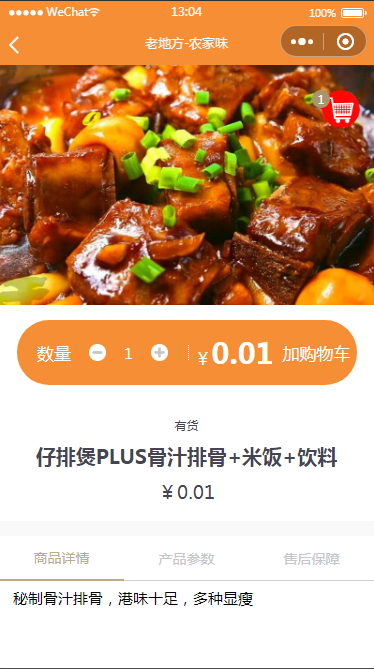 WeChat 13:04 100%
老地方-农家味
1
数量 1 ¥0.01 加购物车
有货
仔排煲PLUS骨汁排骨+米饭+饮料
¥0.01
商品详情 产品参数 售后保障
秘制骨汁排骨，港味十足，多种显瘦